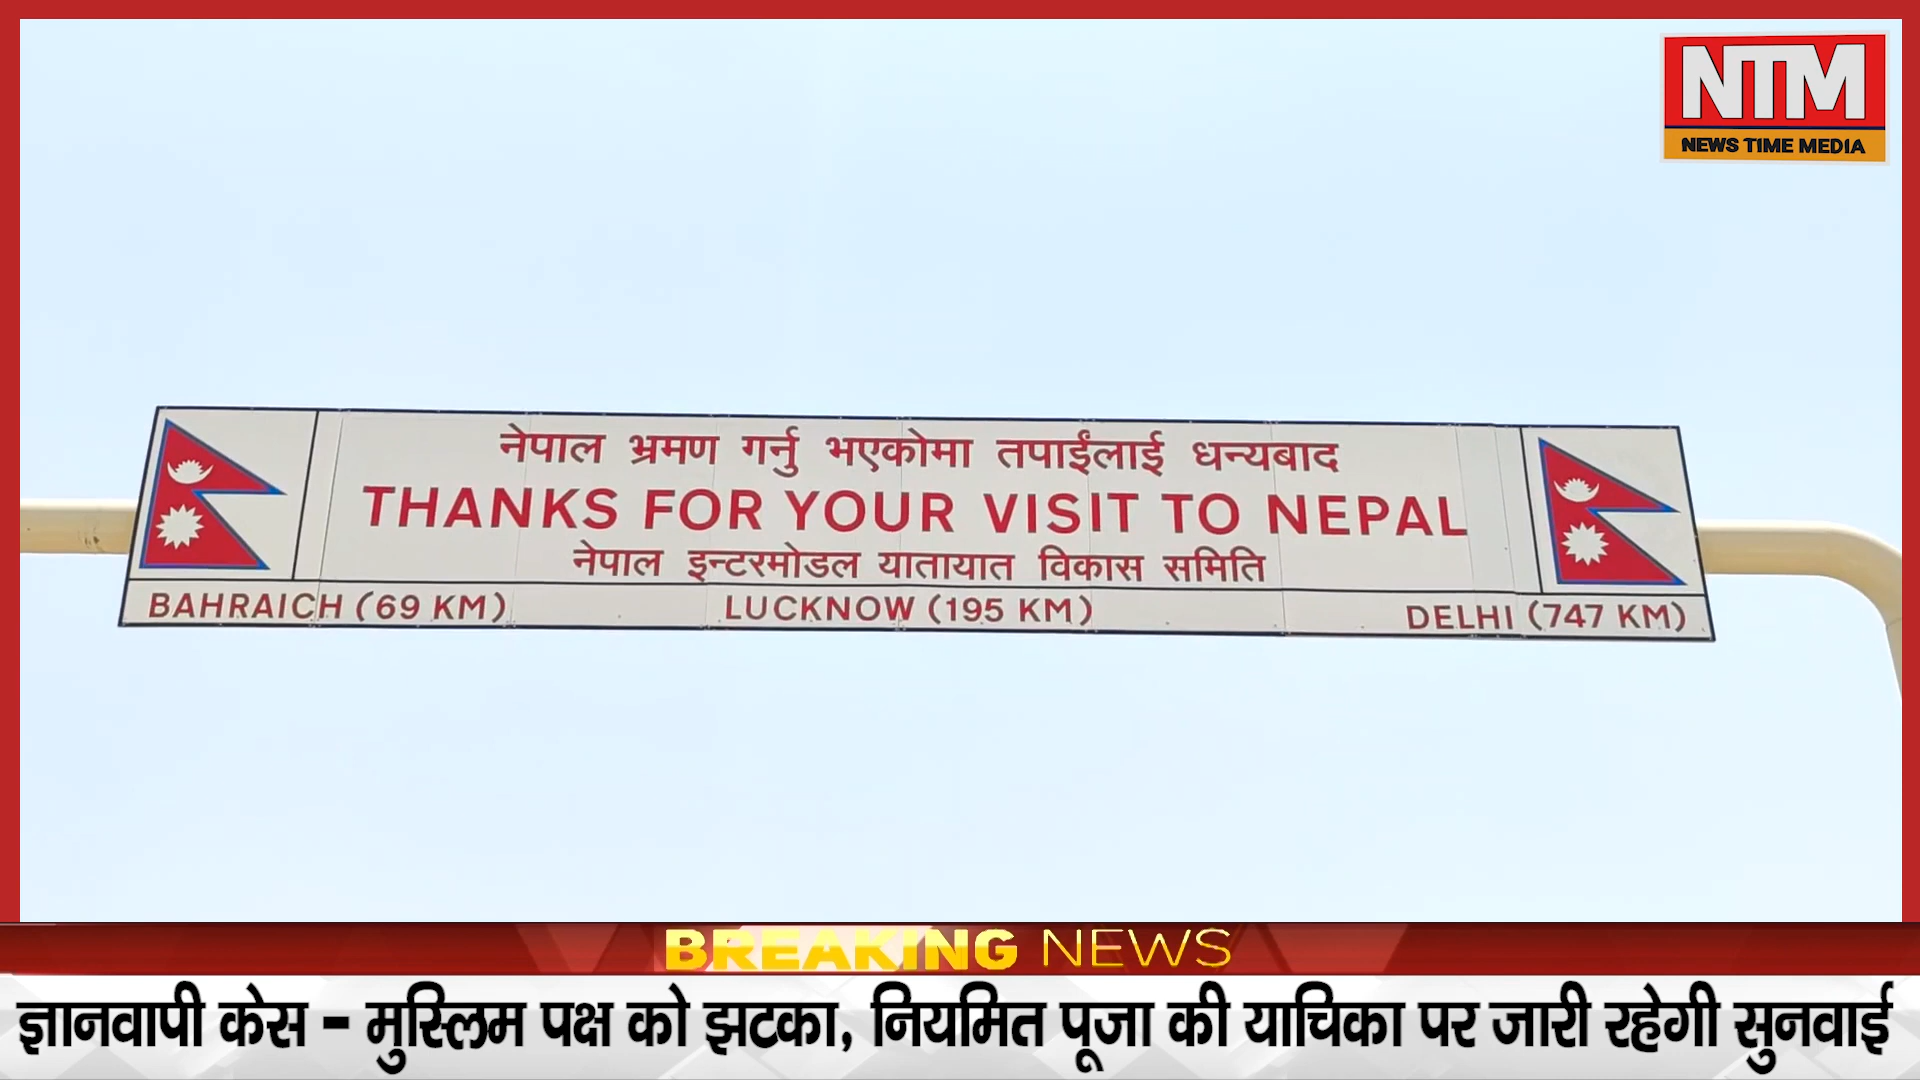 NTM
NEWS TIME MEDIA
नेपाल भ्रमण गर्नु भएकोमा तपाईंलाई धन्यबाद
THANKS FOR YOUR VISIT TO NEPAL
नेपाल इन्टरमोडल यातायात विकास समिति
BAHRAICH (69 KM) LUCKNOW (195 KM) DELHI (747 KM)
BREAKING NEWS
ज्ञानवापी केस - मुस्लिम पक्ष को झटका, नियमित पूजा की याचिका पर जारी रहेगी सुनवाई